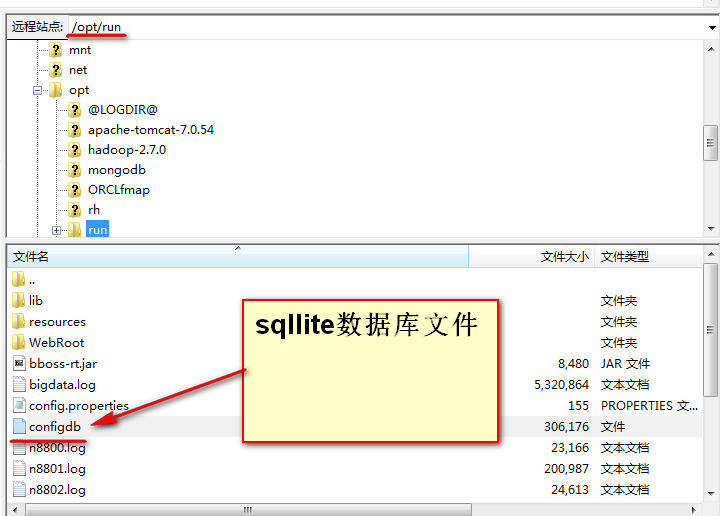 远程站点: /opt/run
mnt
net
opt
@LOGDIR@
apache-tomcat-7.0.54
hadoop-2.7.0
mongodb
ORCLfmap
rh
run
文件名 文件大小 文件类型
..
lib 文件夹
resources 文件夹
WebRoot 文件夹
bboss-rt.jar 8,480 JAR 文件
bigdata.log 5,320,864 文本文档
config.properties 155 PROPERTIES 文...
configdb 306,176 文件
n8800.log 23,166 文本文档
n8801.log 200,987 文本文档
n8802.log 24,613 文本文档
sqllite数据库文件